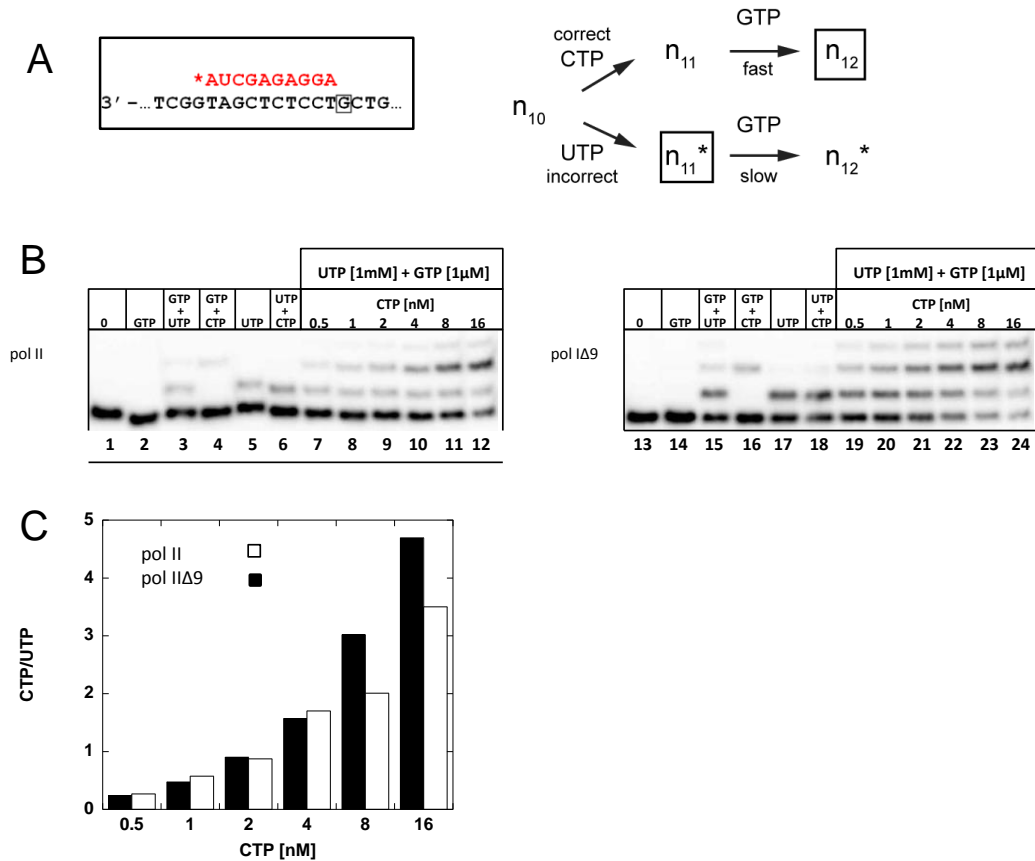 A
*AUCGAGAGGA
3'-…TCGGTAGCTCTCCTGCTG…
correct
CTP
n11
GTP
fast
n12
n10
UTP
incorrect
n11*
GTP
slow
n12*
B
UTP [1mM] + GTP [1µM]
0 GTP GTP + UTP GTP + CTP UTP UTP + CTP
CTP [nM]
0.5 1 2 4 8 16
pol II
1 2 3 4 5 6 7 8 9 10 11 12
UTP [1mM] + GTP [1µM]
0 GTP GTP + UTP GTP + CTP UTP UTP + CTP
CTP [nM]
0.5 1 2 4 8 16
pol IΔ9
13 14 15 16 17 18 19 20 21 22 23 24
C
5
4
3
2
1
0
CTP/UTP
pol II
pol IIΔ9
0.5 1 2 4 8 16
CTP [nM]